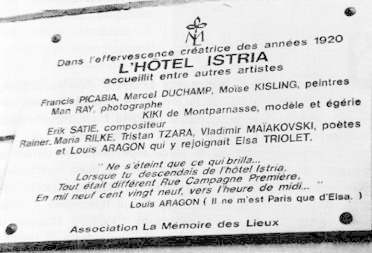 ML
Dans l'effervescence créatrice des années 1920
L'HÔTEL ISTRIA
accueillit entre autres artistes
Francis PICABIA, Marcel DUCHAMP, Moïse KISLING, peintres
Man RAY, photographe
KIKI de Montparnasse, modèle et égérie
Erik SATIE, compositeur
Rainer. Maria RILKE, Tristan TZARA, Vladimir MAÏAKOVSKI, poètes
et Louis ARAGON qui y rejoignait Elsa TRIOLET.
" Ne s'éteint que ce qui brilla...
Lorsque tu descendais de l'hôtel Istria,
Tout était différent Rue Campagne Première,
En mil neuf cent vingt neuf, vers l'heure de midi... "
Louis ARAGON ( Il ne m'est Paris que d'Elsa. )
Association La Mémoire des Lieux